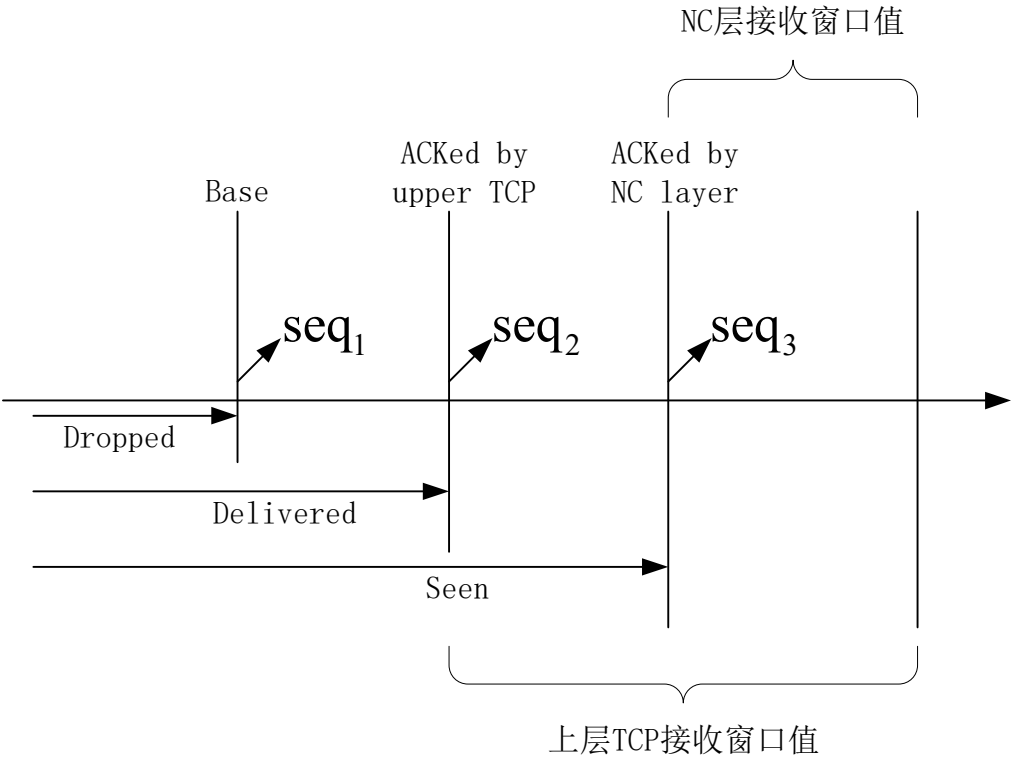 NC层接收窗口值
ACKed by
upper TCP
ACKed by
NC layer
Base
seq₁
seq₂
seq₃
Dropped
Delivered
Seen
上层TCP接收窗口值